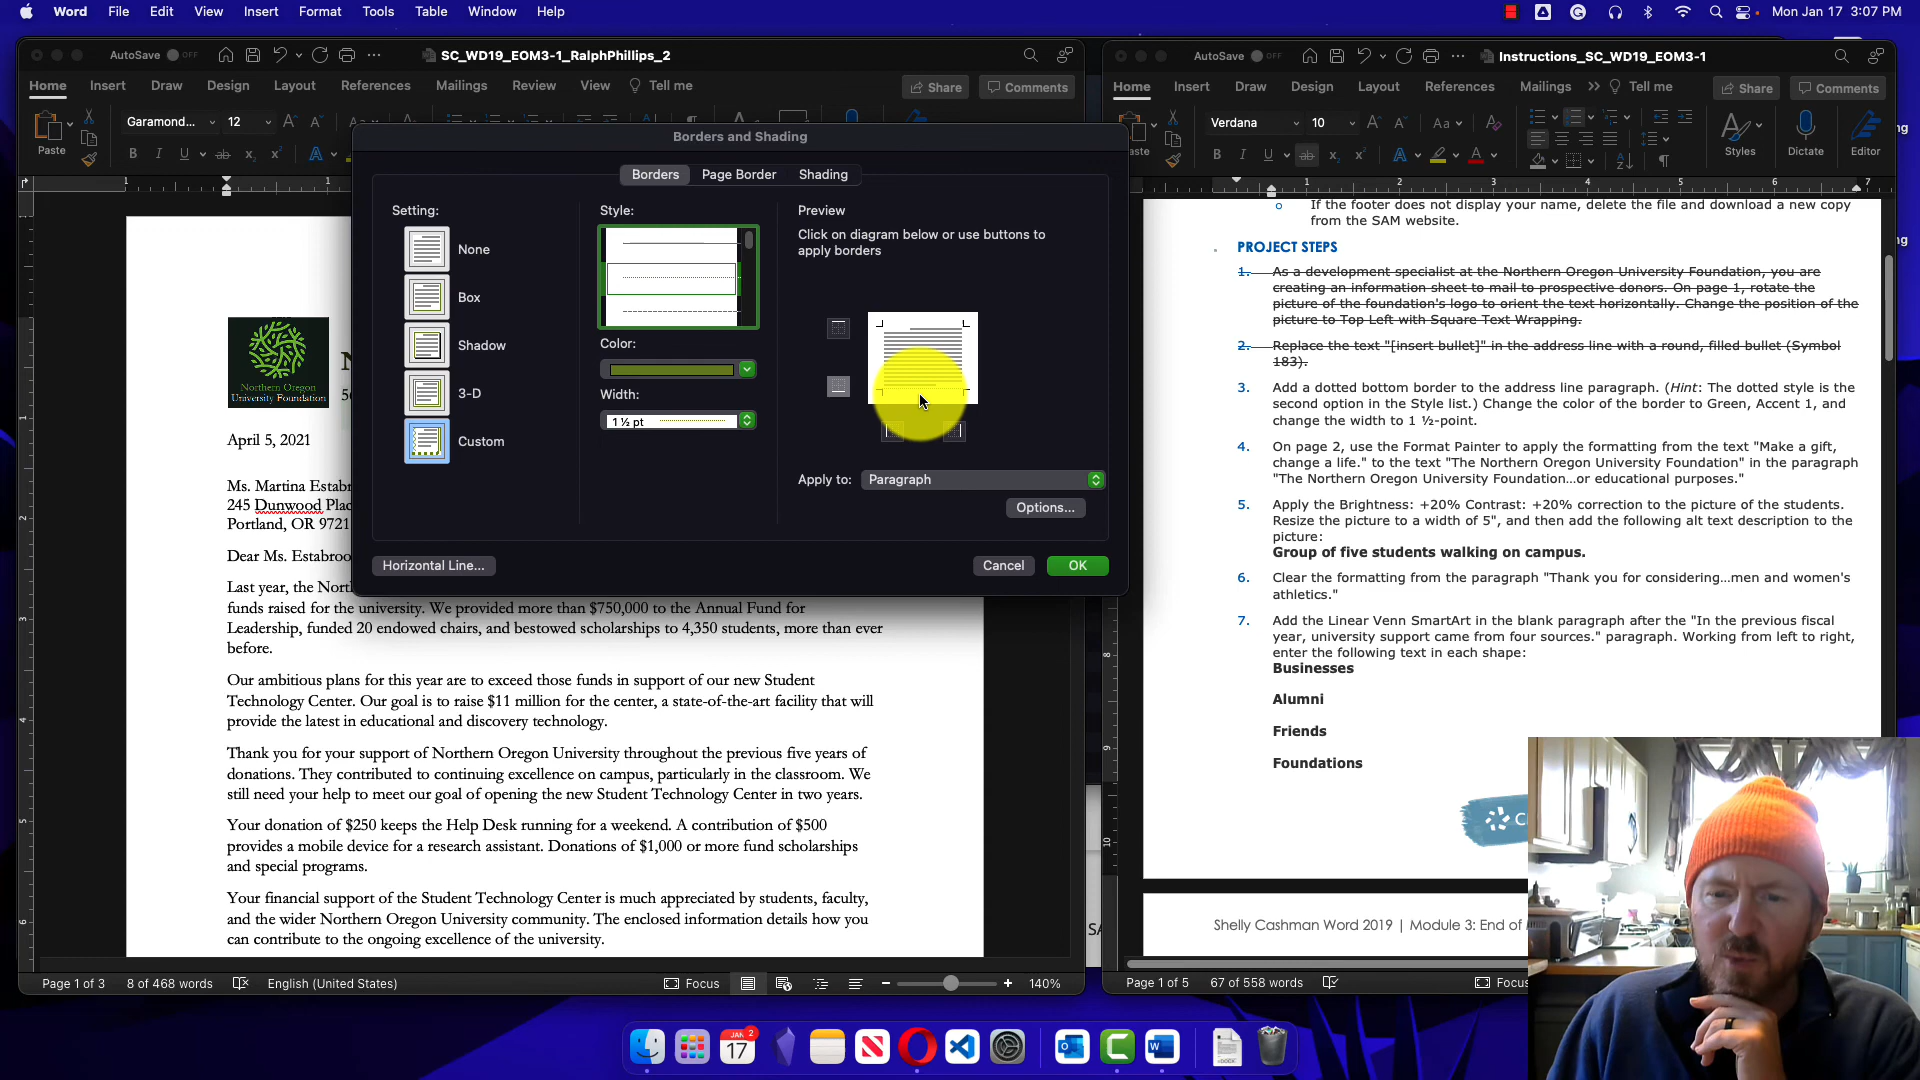 Word File Edit View Insert Format Tools Table Window Help
Mon Jan 17 3:07 PM
AutoSave OFF SC_WD19_EOM3-1_RalphPhillips_2
Home Insert Draw Design Layout References Mailings Review View Tell me
Share Comments
Garamond... 12
Paste
Northern Oregon
University Foundation
April 5, 2021
Ms. Martina Estabr
245 Dunwood Plac
Portland, OR 9721
Dear Ms. Estabroo
Last year, the Nort
funds raised for the university. We provided more than $750,000 to the Annual Fund for
Leadership, funded 20 endowed chairs, and bestowed scholarships to 4,350 students, more than ever
before.
Our ambitious plans for this year are to exceed those funds in support of our new Student
Technology Center. Our goal is to raise $11 million for the center, a state-of-the-art facility that will
provide the latest in educational and discovery technology.
Thank you for your support of Northern Oregon University throughout the previous five years of
donations. They contributed to continuing excellence on campus, particularly in the classroom. We
still need your help to meet our goal of opening the new Student Technology Center in two years.
Your donation of $250 keeps the Help Desk running for a weekend. A contribution of $500
provides a mobile device for a research assistant. Donations of $1,000 or more fund scholarships
and special programs.
Your financial support of the Student Technology Center is much appreciated by students, faculty,
and the wider Northern Oregon University community. The enclosed information details how you
can contribute to the ongoing excellence of the university.
Page 1 of 3 8 of 468 words English (United States) Focus 140%
Borders and Shading
Borders Page Border Shading
Setting:
None
Box
Shadow
3-D
Custom
Style:
Color:
Width:
1 ½ pt
Preview
Click on diagram below or use buttons to
apply borders
Apply to: Paragraph
Options...
Horizontal Line...
Cancel OK
AutoSave OFF Instructions_SC_WD19_EOM3-1
Home Insert Draw Design Layout References Mailings Tell me
Share Comments
Verdana 10
aste Styles Dictate Editor
o If the footer does not display your name, delete the file and download a new copy
from the SAM website.
PROJECT STEPS
1. As a development specialist at the Northern Oregon University Foundation, you are
creating an information sheet to mail to prospective donors. On page 1, rotate the
picture of the foundation's logo to orient the text horizontally. Change the position of the
picture to Top Left with Square Text Wrapping.
2. Replace the text "[insert bullet]" in the address line with a round, filled bullet (Symbol
183).
3. Add a dotted bottom border to the address line paragraph. (Hint: The dotted style is the
second option in the Style list.) Change the color of the border to Green, Accent 1, and
change the width to 1 ½-point.
4. On page 2, use the Format Painter to apply the formatting from the text "Make a gift,
change a life." to the text "The Northern Oregon University Foundation" in the paragraph
"The Northern Oregon University Foundation...or educational purposes."
5. Apply the Brightness: +20% Contrast: +20% correction to the picture of the students.
Resize the picture to a width of 5", and then add the following alt text description to the
picture:
Group of five students walking on campus.
6. Clear the formatting from the paragraph "Thank you for considering...men and women's
athletics."
7. Add the Linear Venn SmartArt in the blank paragraph after the "In the previous fiscal
year, university support came from four sources." paragraph. Working from left to right,
enter the following text in each shape:
Businesses
Alumni
Friends
Foundations
Shelly Cashman Word 2019 | Module 3: End of
Page 1 of 5 67 of 558 words Focus
JAN
17
2